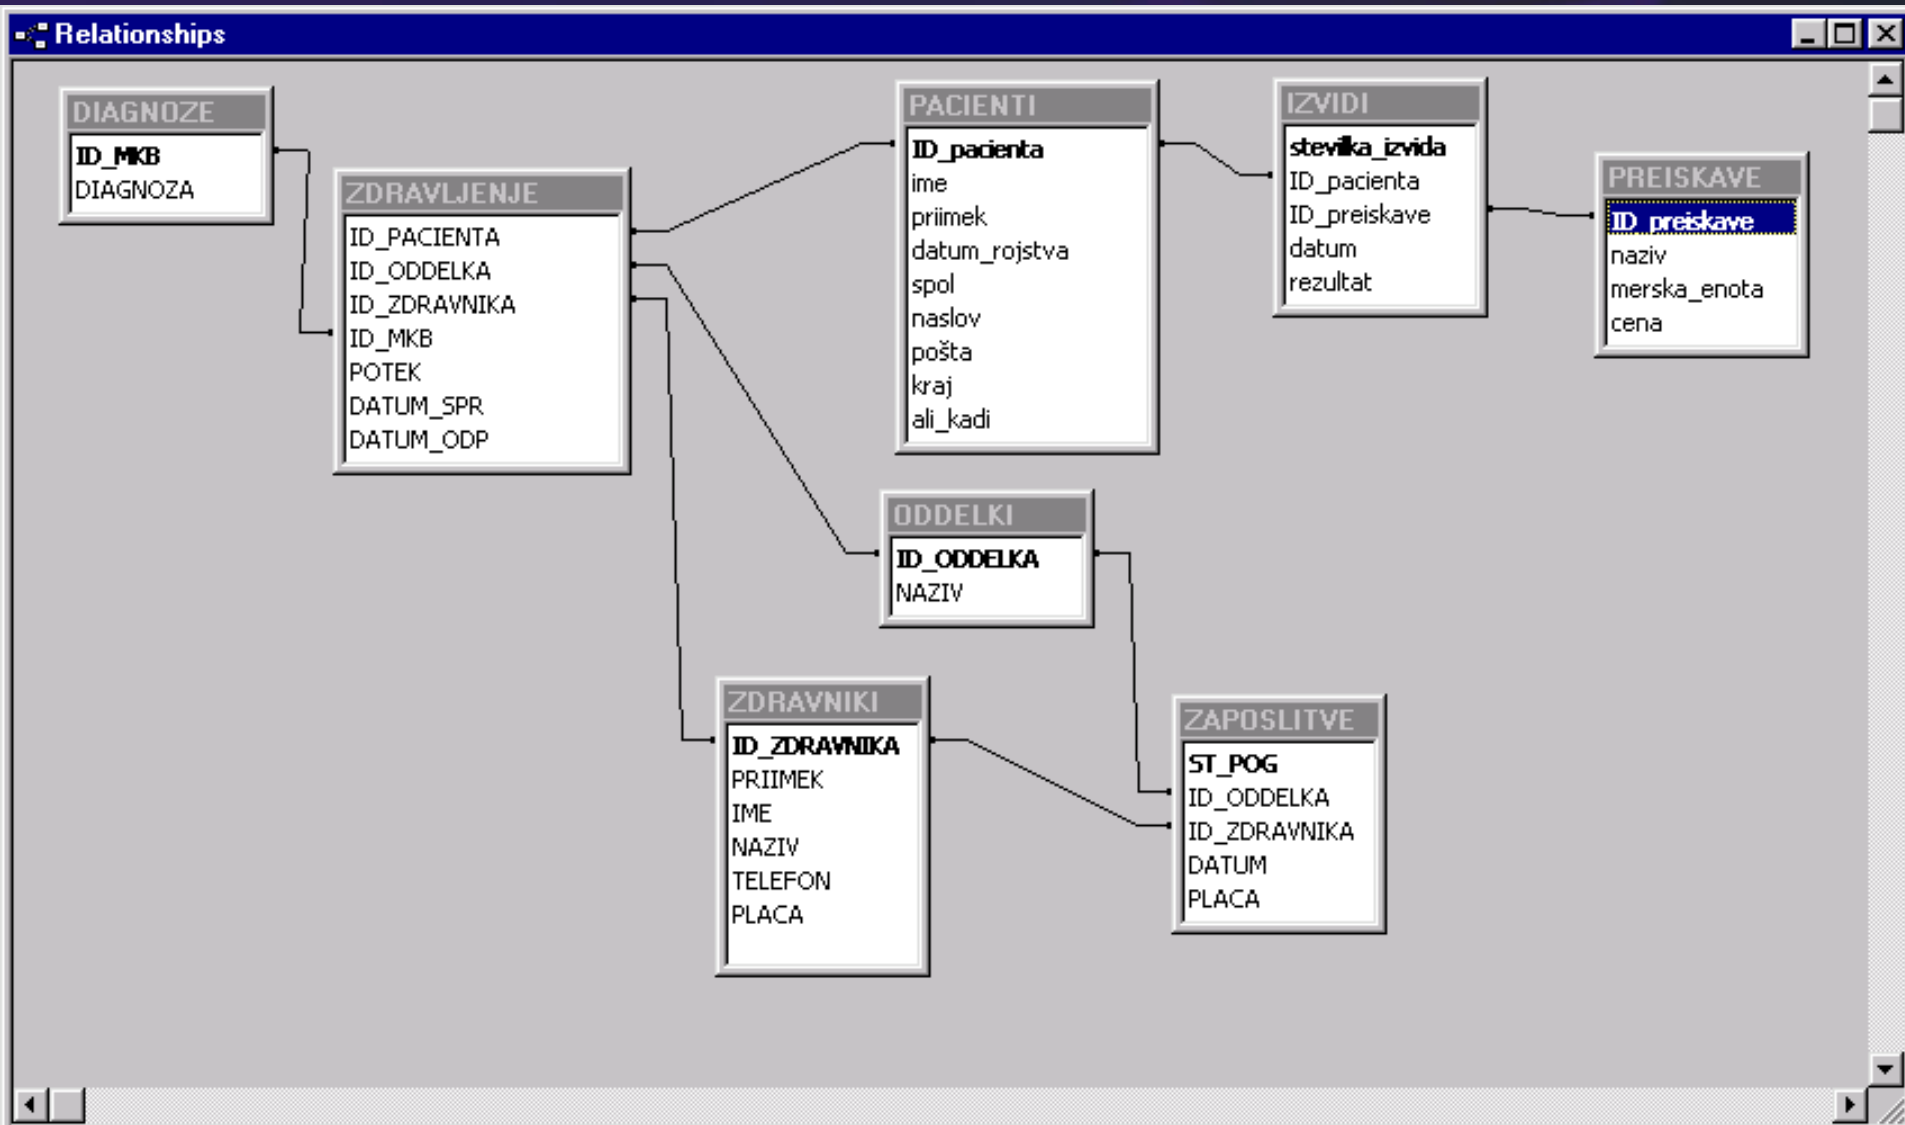 Relationships
DIAGNOZE
ID_MKB
DIAGNOZA
ZDRAVLJENJE
ID_PACIENTA
ID_ODDELKA
ID_ZDRAVNIKA
ID_MKB
POTEK
DATUM_SPR
DATUM_ODP
PACIENTI
ID_pacienta
ime
priimek
datum_rojstva
spol
naslov
pošta
kraj
ali_kadi
IZVIDI
stevilka_izvida
ID_pacienta
ID_preiskave
datum
rezultat
PREISKAVE
ID_preiskave
naziv
merska_enota
cena
ODDELKI
ID_ODDELKA
NAZIV
ZDRAVNIKI
ID_ZDRAVNIKA
PRIIMEK
IME
NAZIV
TELEFON
PLACA
ZAPOSLITVE
ST_POG
ID_ODDELKA
ID_ZDRAVNIKA
DATUM
PLACA